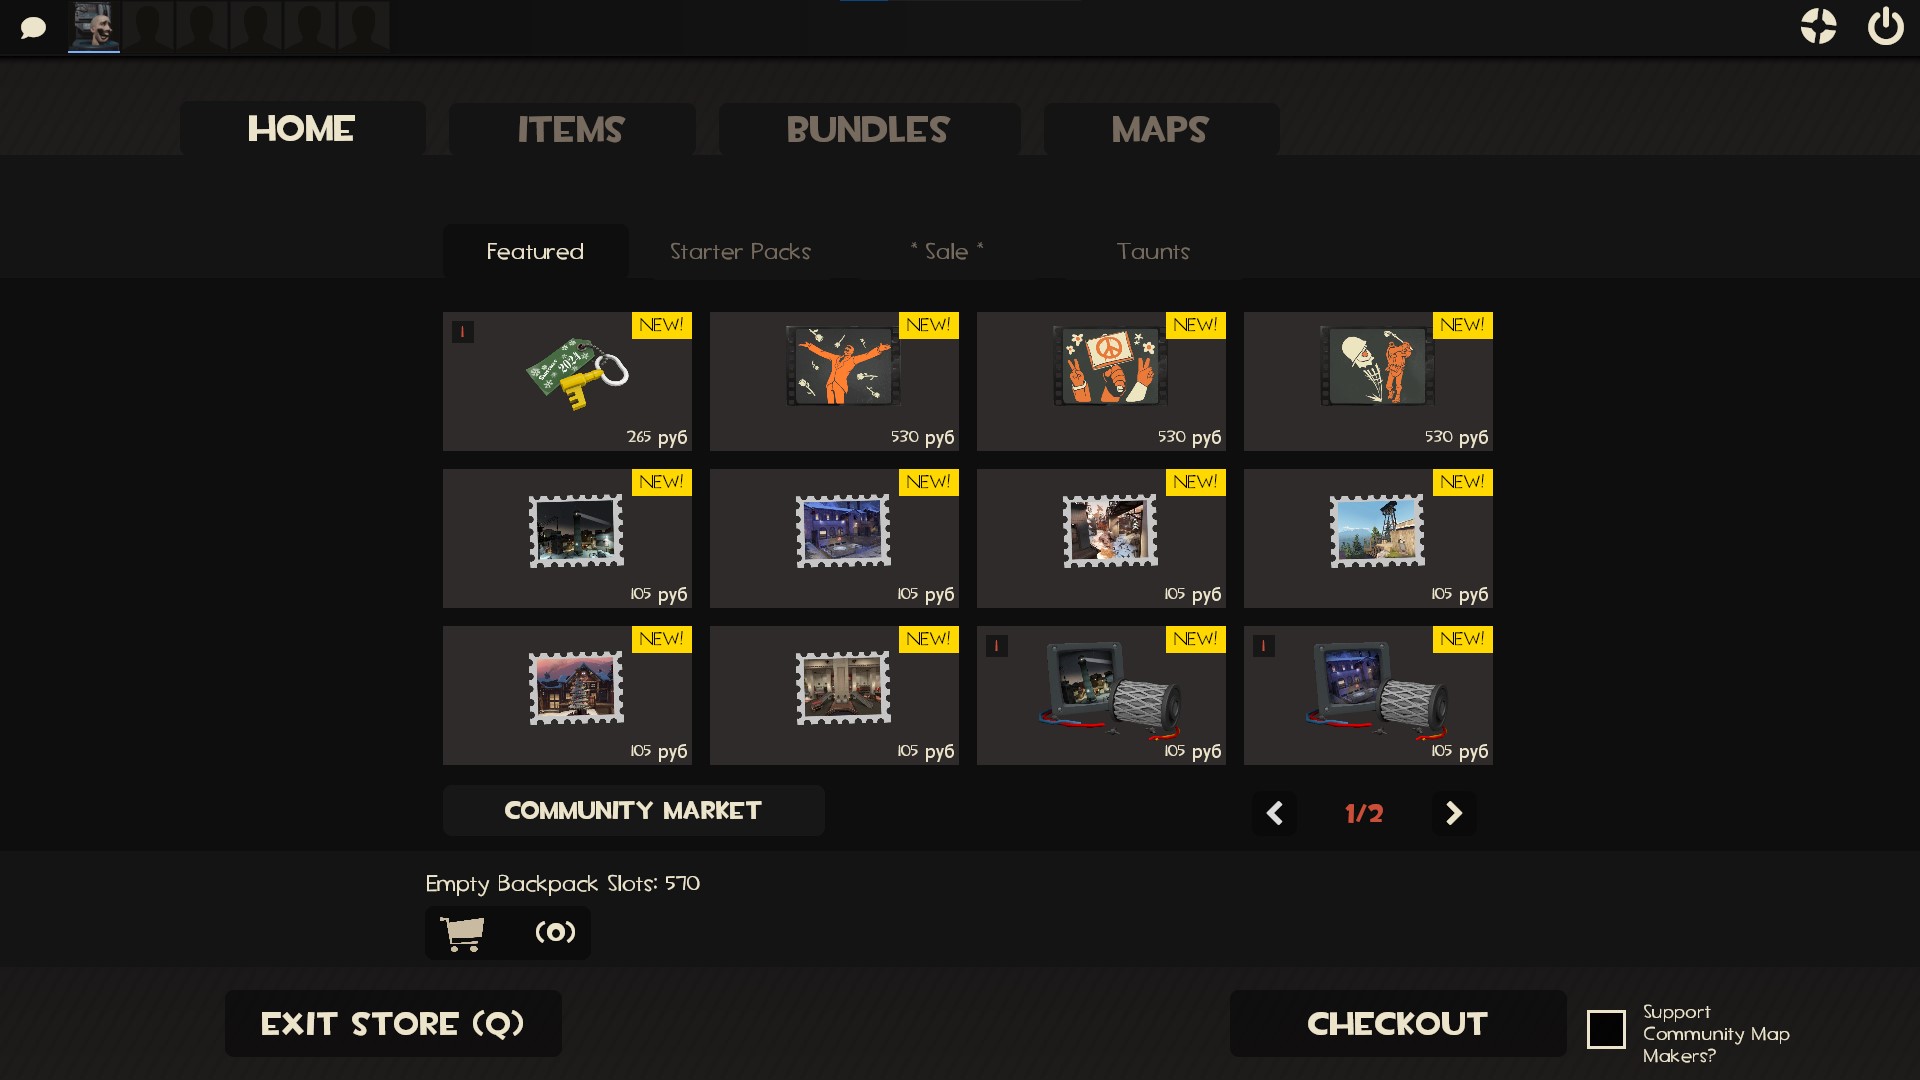 HOME ITEMS BUNDLES MAPS
Featured Starter Packs * Sale * Taunts
NEW! NEW! NEW! NEW!
2024
265 руб 530 руб 530 руб 530 руб
NEW! NEW! NEW! NEW!
105 руб 105 руб 105 руб 105 руб
NEW! NEW! NEW! NEW!
105 руб 105 руб 105 руб 105 руб
COMMUNITY MARKET 1/2
Empty Backpack Slots: 570
(0)
EXIT STORE (Q) CHECKOUT
Support
Community Map
Makers?